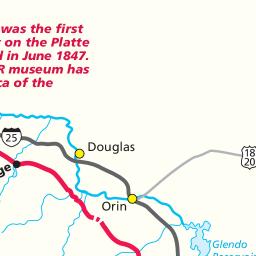 was the first
on the Platte
in June 1847.
R museum has
of the
25
Douglas
18
20
Orin
Glendo